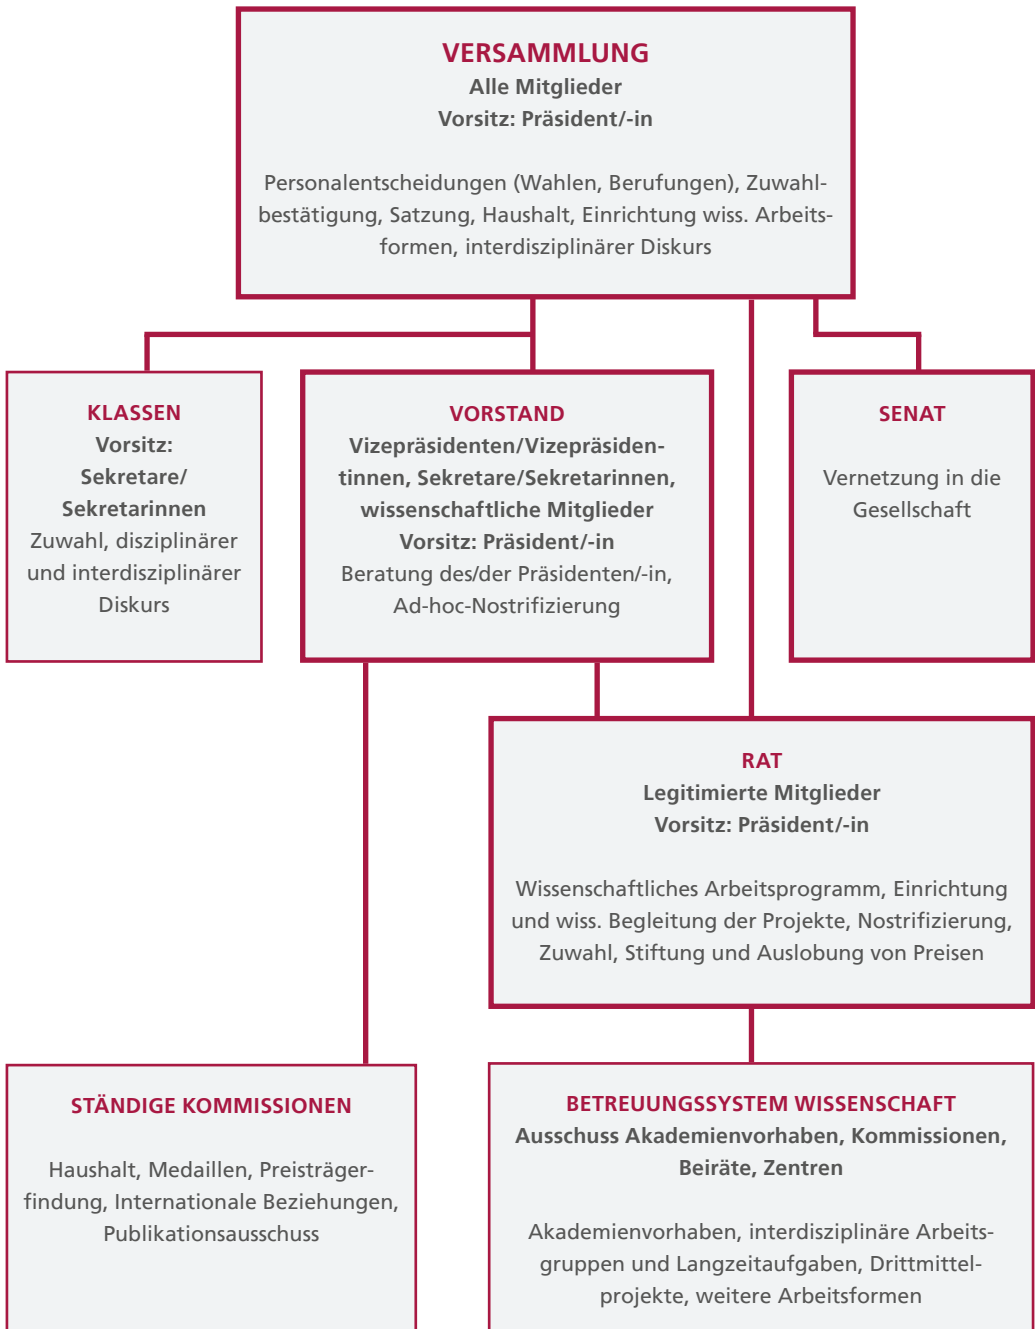 VERSAMMLUNG
Alle Mitglieder
Vorsitz: Präsident/-in
Personalentscheidungen (Wahlen, Berufungen), Zuwahl-
bestätigung, Satzung, Haushalt, Einrichtung wiss. Arbeits-
formen, interdisziplinärer Diskurs
KLASSEN
Vorsitz:
Sekretare/
Sekretarinnen
Zuwahl, disziplinärer
und interdisziplinärer
Diskurs
VORSTAND
Vizepräsidenten/Vizepräsiden-
tinnen, Sekretare/Sekretarinnen,
wissenschaftliche Mitglieder
Vorsitz: Präsident/-in
Beratung des/der Präsidenten/-in,
Ad-hoc-Nostrifizierung
SENAT
Vernetzung in die
Gesellschaft
RAT
Legitimierte Mitglieder
Vorsitz: Präsident/-in
Wissenschaftliches Arbeitsprogramm, Einrichtung
und wiss. Begleitung der Projekte, Nostrifizierung,
Zuwahl, Stiftung und Auslobung von Preisen
STÄNDIGE KOMMISSIONEN
Haushalt, Medaillen, Preisträger-
findung, Internationale Beziehungen,
Publikationsausschuss
BETREUUNGSSYSTEM WISSENSCHAFT
Ausschuss Akademienvorhaben, Kommissionen,
Beiräte, Zentren
Akademienvorhaben, interdisziplinäre Arbeits-
gruppen und Langzeitaufgaben, Drittmittel-
projekte, weitere Arbeitsformen